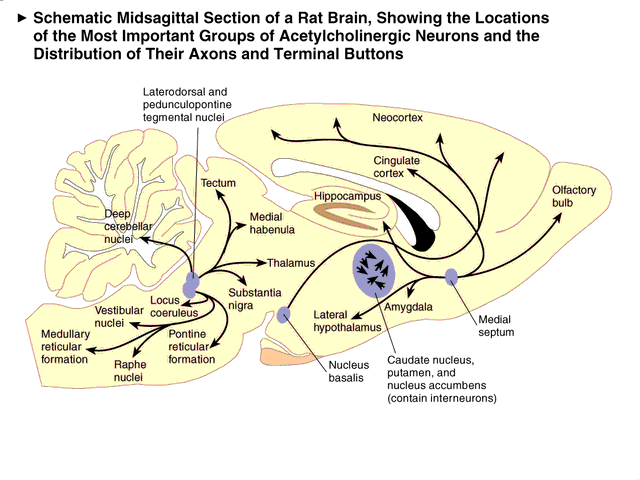 ► Schematic Midsagittal Section of a Rat Brain, Showing the Locations
of the Most Important Groups of Acetylcholinergic Neurons and the
Distribution of Their Axons and Terminal Buttons
Laterodorsal and
pedunculopontine
tegmental nuclei
Neocortex
Cingulate
cortex
Tectum
Hippocampus
Olfactory
bulb
Deep
cerebellar
nuclei
Medial
habenula
Thalamus
Substantia
nigra
Locus
coeruleus
Vestibular
nuclei
Amygdala
Lateral
hypothalamus
Medial
septum
Medullary
reticular
formation
Pontine
reticular
formation
Raphe
nuclei
Nucleus
basalis
Caudate nucleus,
putamen, and
nucleus accumbens
(contain interneurons)